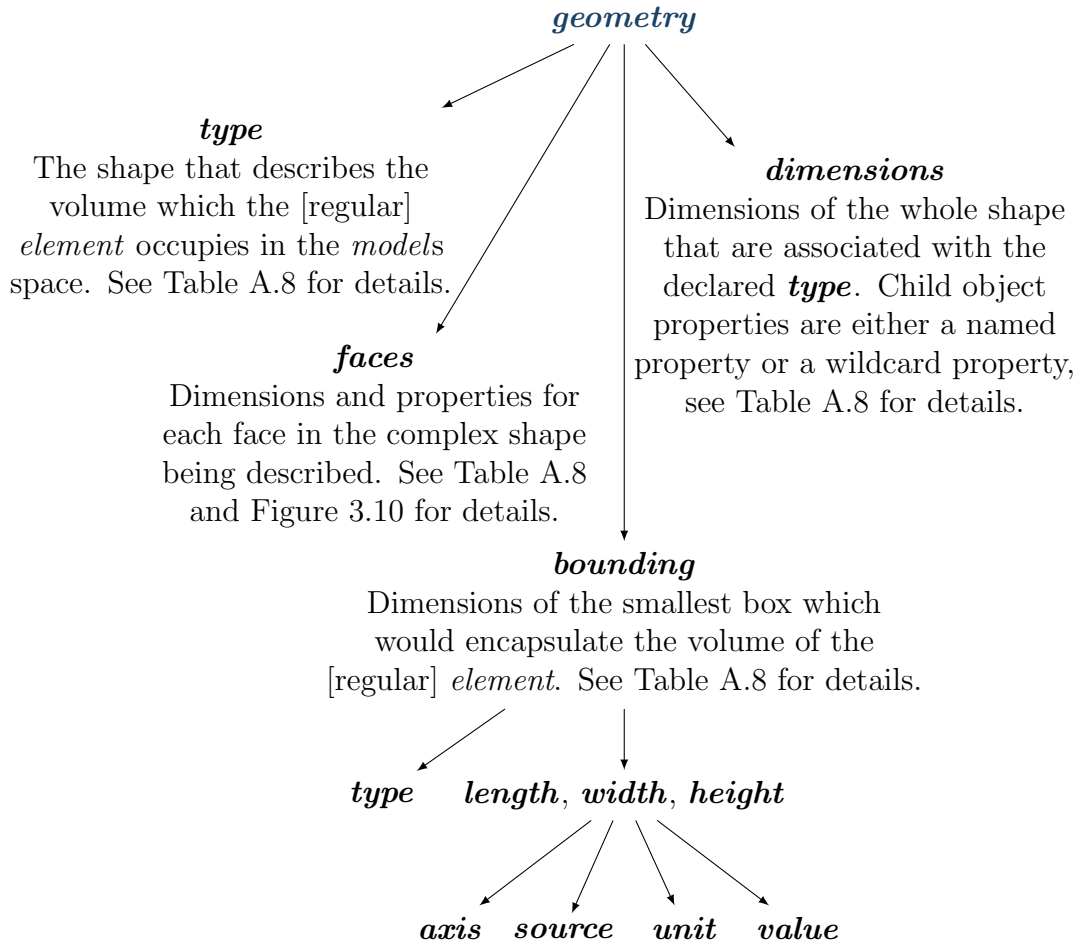 geometry
type
The shape that describes the
volume which the [regular]
element occupies in the models
space. See Table A.8 for details.
dimensions
Dimensions of the whole shape
that are associated with the
declared type. Child object
properties are either a named
property or a wildcard property,
see Table A.8 for details.
faces
Dimensions and properties for
each face in the complex shape
being described. See Table A.8
and Figure 3.10 for details.
bounding
Dimensions of the smallest box which
would encapsulate the volume of the
[regular] element. See Table A.8 for details.
type length, width, height
axis source unit value